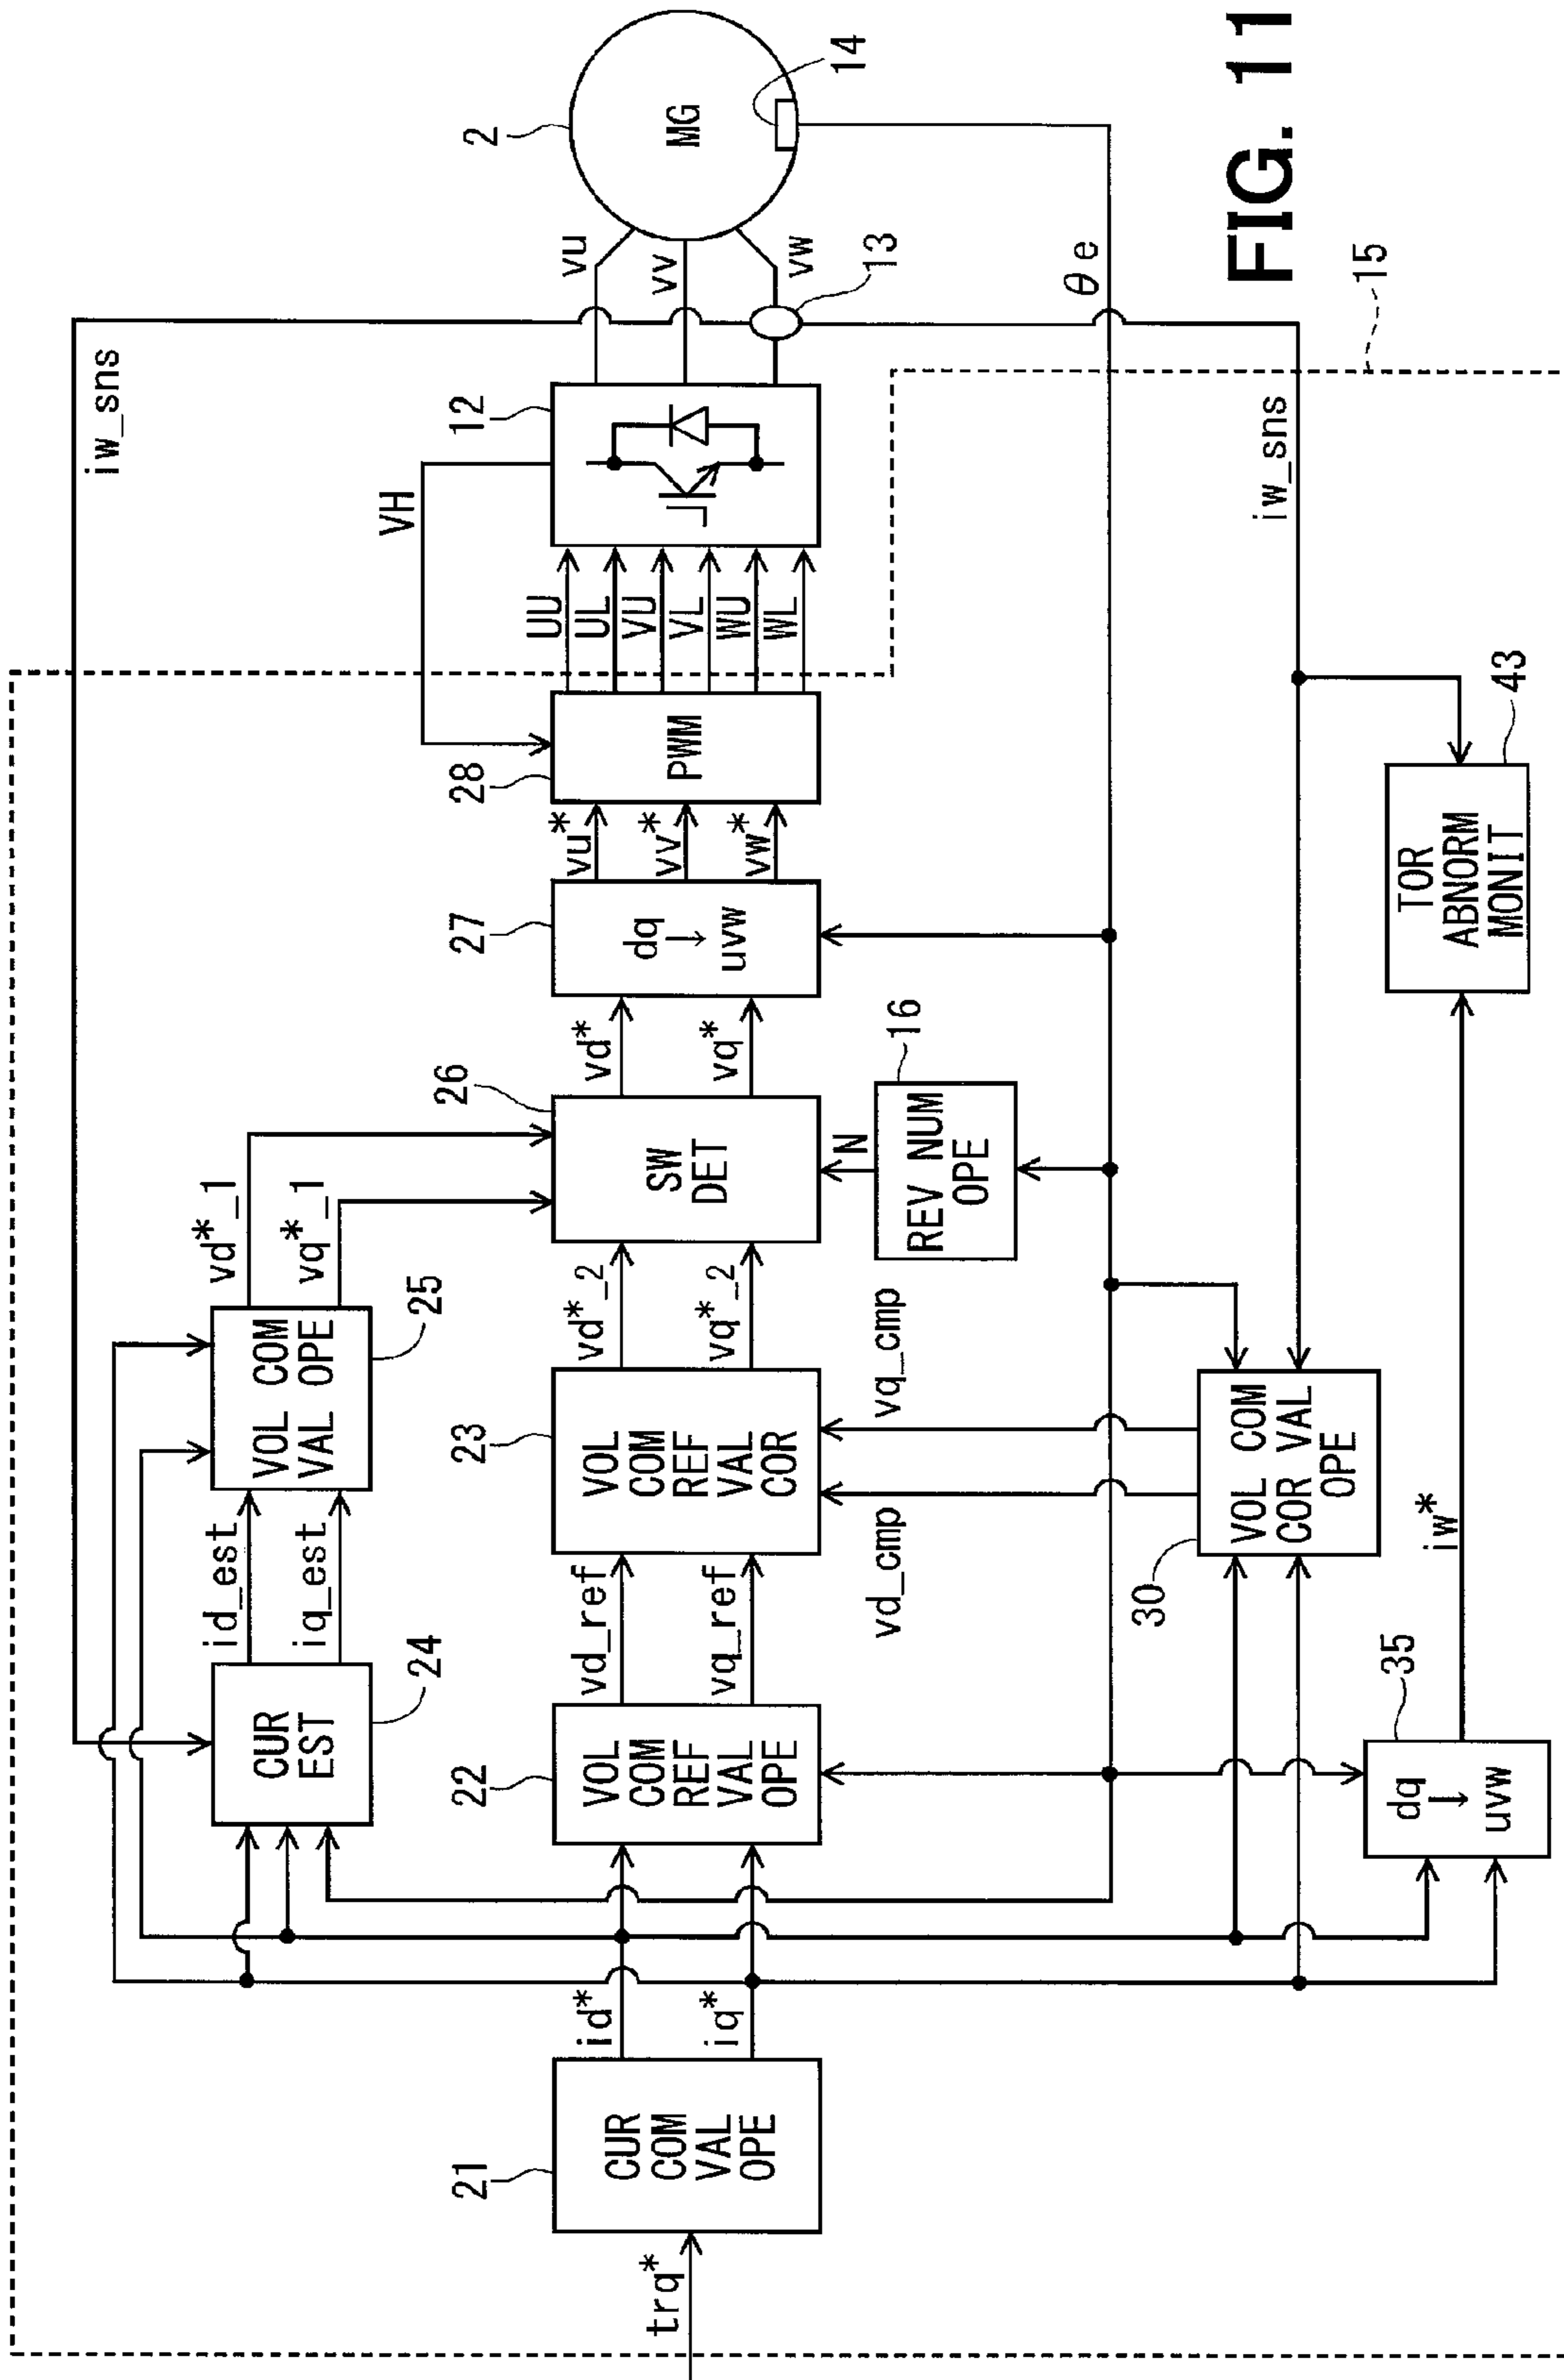 FIG. 11
trq*
21
CUR
COM
VAL
OPE
id*
iq*
22
VOL
COM
REF
VAL
OPE
vd_ref
vq_ref
23
VOL
COM
REF
VAL
COR
vd*_2
vq*_2
24
CUR
EST
id_est
iq_est
25
VOL COM
VAL OPE
vd*_1
vq*_1
26
SW
DET
vd*
vq*
27
dq
↓
uvw
vu*
vv*
vw*
28
PWM
VH
UU
UL
VU
VL
WU
WL
12
iw_sns
vu
vv
vw
13
2
MG
14
θe
15
iw_sns
16
REV NUM
OPE
N
vd_cmp
vq_cmp
30
VOL COM
COR VAL
OPE
35
dq
↓
uvw
iw*
TOR
ABNORM
MONIT
43